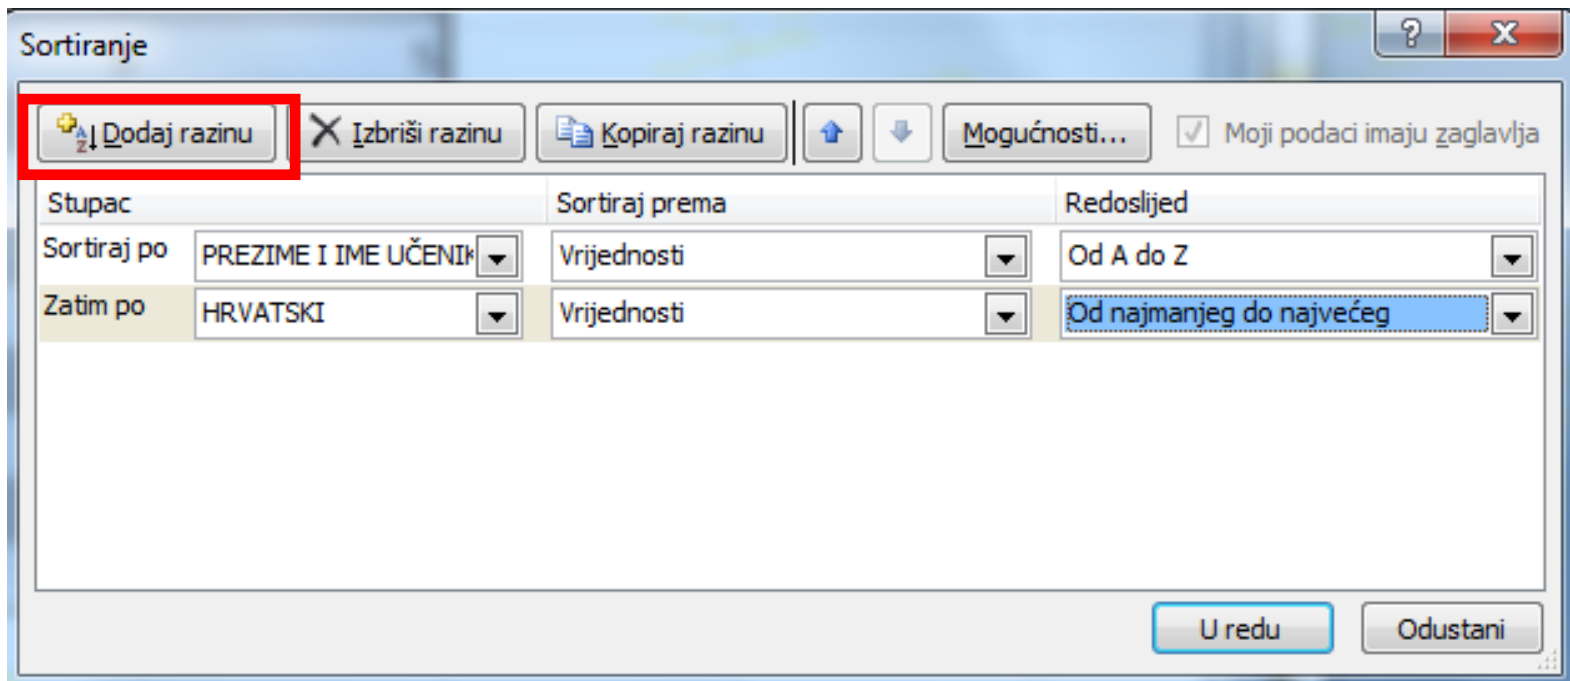 Sortiranje
Dodaj razinu Izbriši razinu Kopiraj razinu Mogućnosti... Moji podaci imaju zaglavlja
Stupac Sortiraj prema Redoslijed
Sortiraj po PREZIME I IME UČENIK Vrijednosti Od A do Z
Zatim po HRVATSKI Vrijednosti Od najmanjeg do najvećeg
U redu Odustani